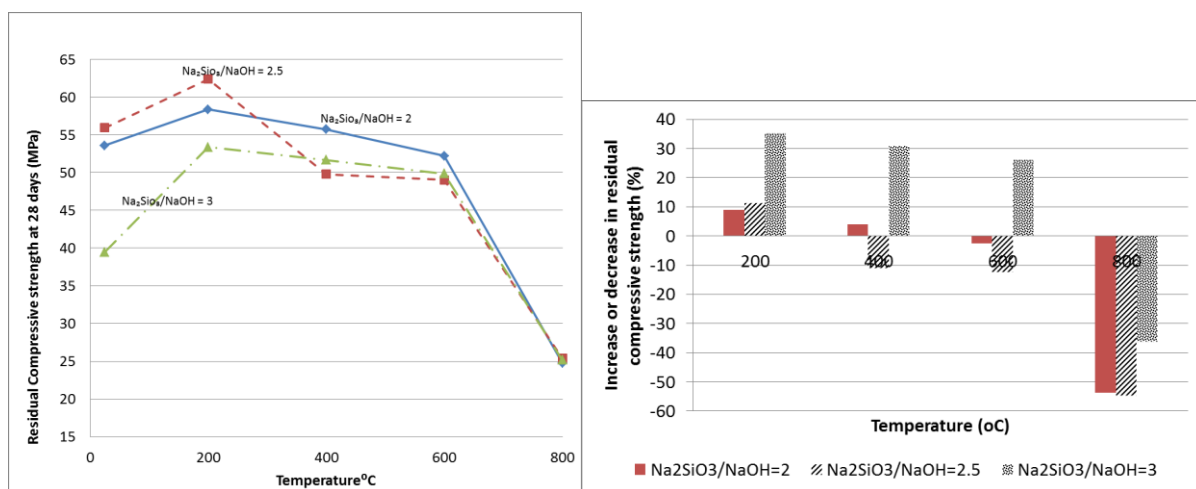 Residual Compressive strength at 28 days (MPa)
65
60
55
50
45
40
35
30
25
20
15
Na₂Sio₃/NaOH = 2.5
Na₂Sio₃/NaOH = 2
Na₂Sio₃/NaOH = 3
0 200 400 600 800
Temperature⁰C
Increase or decrease in residual
compressive strength (%)
40
30
20
10
0
-10
-20
-30
-40
-50
-60
200 400 600 800
Temperature (oC)
Na2SiO3/NaOH=2 Na2SiO3/NaOH=2.5 Na2SiO3/NaOH=3